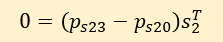 0 = (p_{s23} − p_{s20})s_2^T